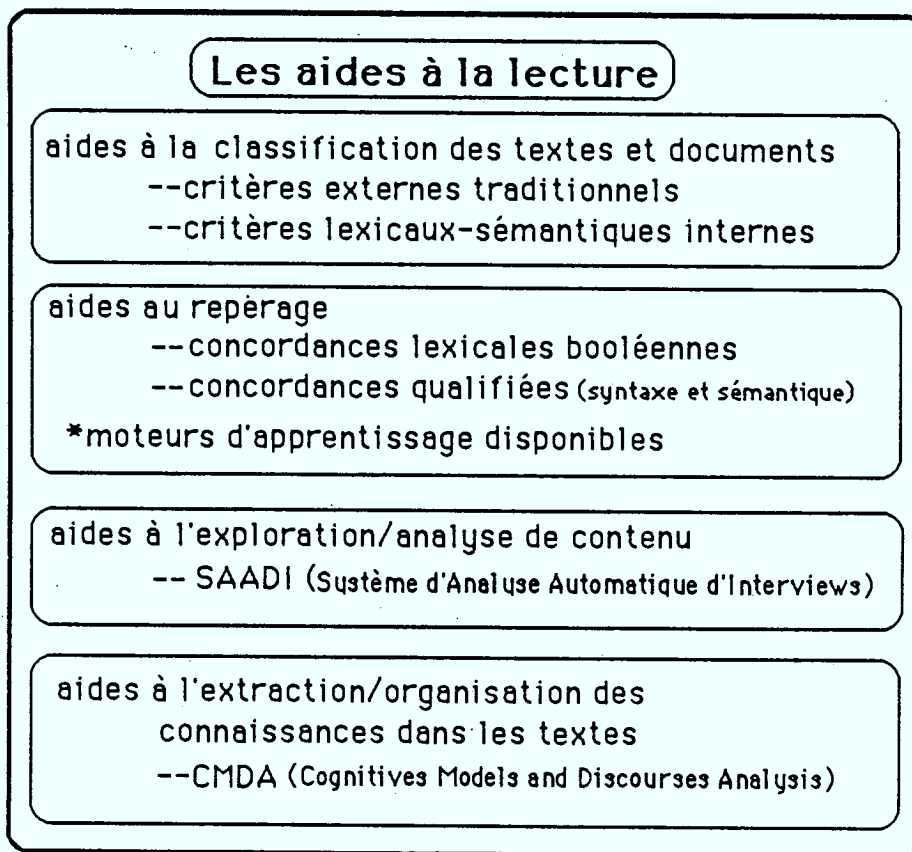 Les aides à la lecture
aides à la classification des textes et documents
--critères externes traditionnels
--critères lexicaux-sémantiques internes
aides au repèrage
--concordances lexicales booléennes
--concordances qualifiées (syntaxe et sémantique)
*moteurs d'apprentissage disponibles
aides à l'exploration/analyse de contenu
-- SAADI (Système d'Analyse Automatique d'Interviews)
aides à l'extraction/organisation des
connaissances dans les textes
--CMDA (Cognitives Models and Discourses Analysis)